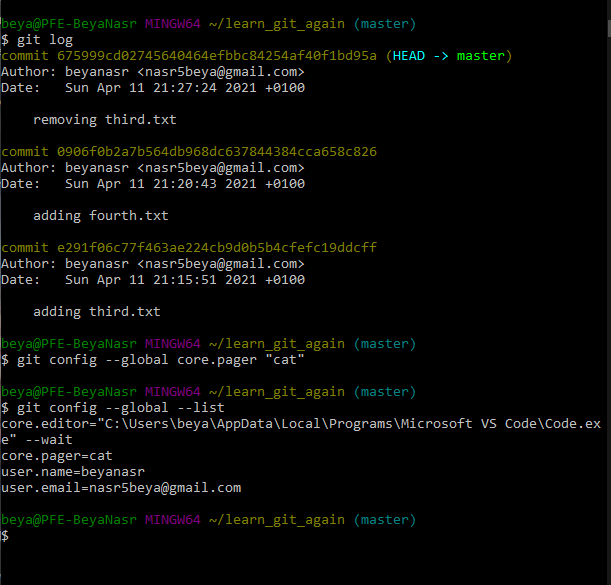 beya@PFE-BeyaNasr MINGW64 ~/learn_git_again (master)
$ git log
commit 675999cd02745640464efbbc84254af40f1bd95a (HEAD -> master)
Author: beyanasr <nasr5beya@gmail.com>
Date:   Sun Apr 11 21:27:24 2021 +0100
    removing third.txt
commit 0906f0b2a7b564db968dc637844384cca658c826
Author: beyanasr <nasr5beya@gmail.com>
Date:   Sun Apr 11 21:20:43 2021 +0100
    adding fourth.txt
commit e291f06c77f463ae224cb9d0b5b4cfefc19ddcff
Author: beyanasr <nasr5beya@gmail.com>
Date:   Sun Apr 11 21:15:51 2021 +0100
    adding third.txt
beya@PFE-BeyaNasr MINGW64 ~/learn_git_again (master)
$ git config --global core.pager "cat"
beya@PFE-BeyaNasr MINGW64 ~/learn_git_again (master)
$ git config --global --list
core.editor="C:\Users\beya\AppData\Local\Programs\Microsoft VS Code\Code.ex
e" --wait
core.pager=cat
user.name=beyanasr
user.email=nasr5beya@gmail.com
beya@PFE-BeyaNasr MINGW64 ~/learn_git_again (master)
$